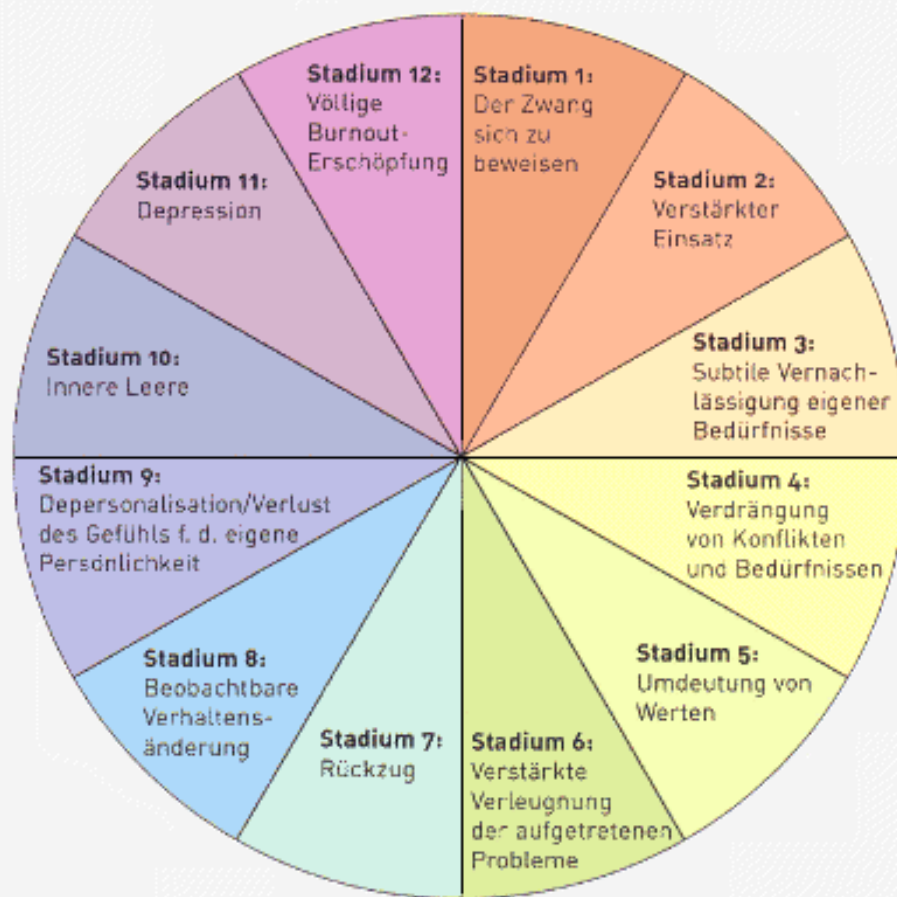 Stadium 1:
Der Zwang
sich zu
beweisen
Stadium 2:
Verstärkter
Einsatz
Stadium 3:
Subtile Vernach-
lässigung eigener
Bedürfnisse
Stadium 4:
Verdrängung
von Konflikten
und Bedürfnissen
Stadium 5:
Umdeutung von
Werten
Stadium 6:
Verstärkte
Verleugnung
der aufgetretenen
Probleme
Stadium 7:
Rückzug
Stadium 8:
Beobachtbare
Verhaltens-
änderung
Stadium 9:
Depersonalisation/Verlust
des Gefühls f. d. eigene
Persönlichkeit
Stadium 10:
Innere Leere
Stadium 11:
Depression
Stadium 12:
Völlige
Burnout-
Erschöpfung